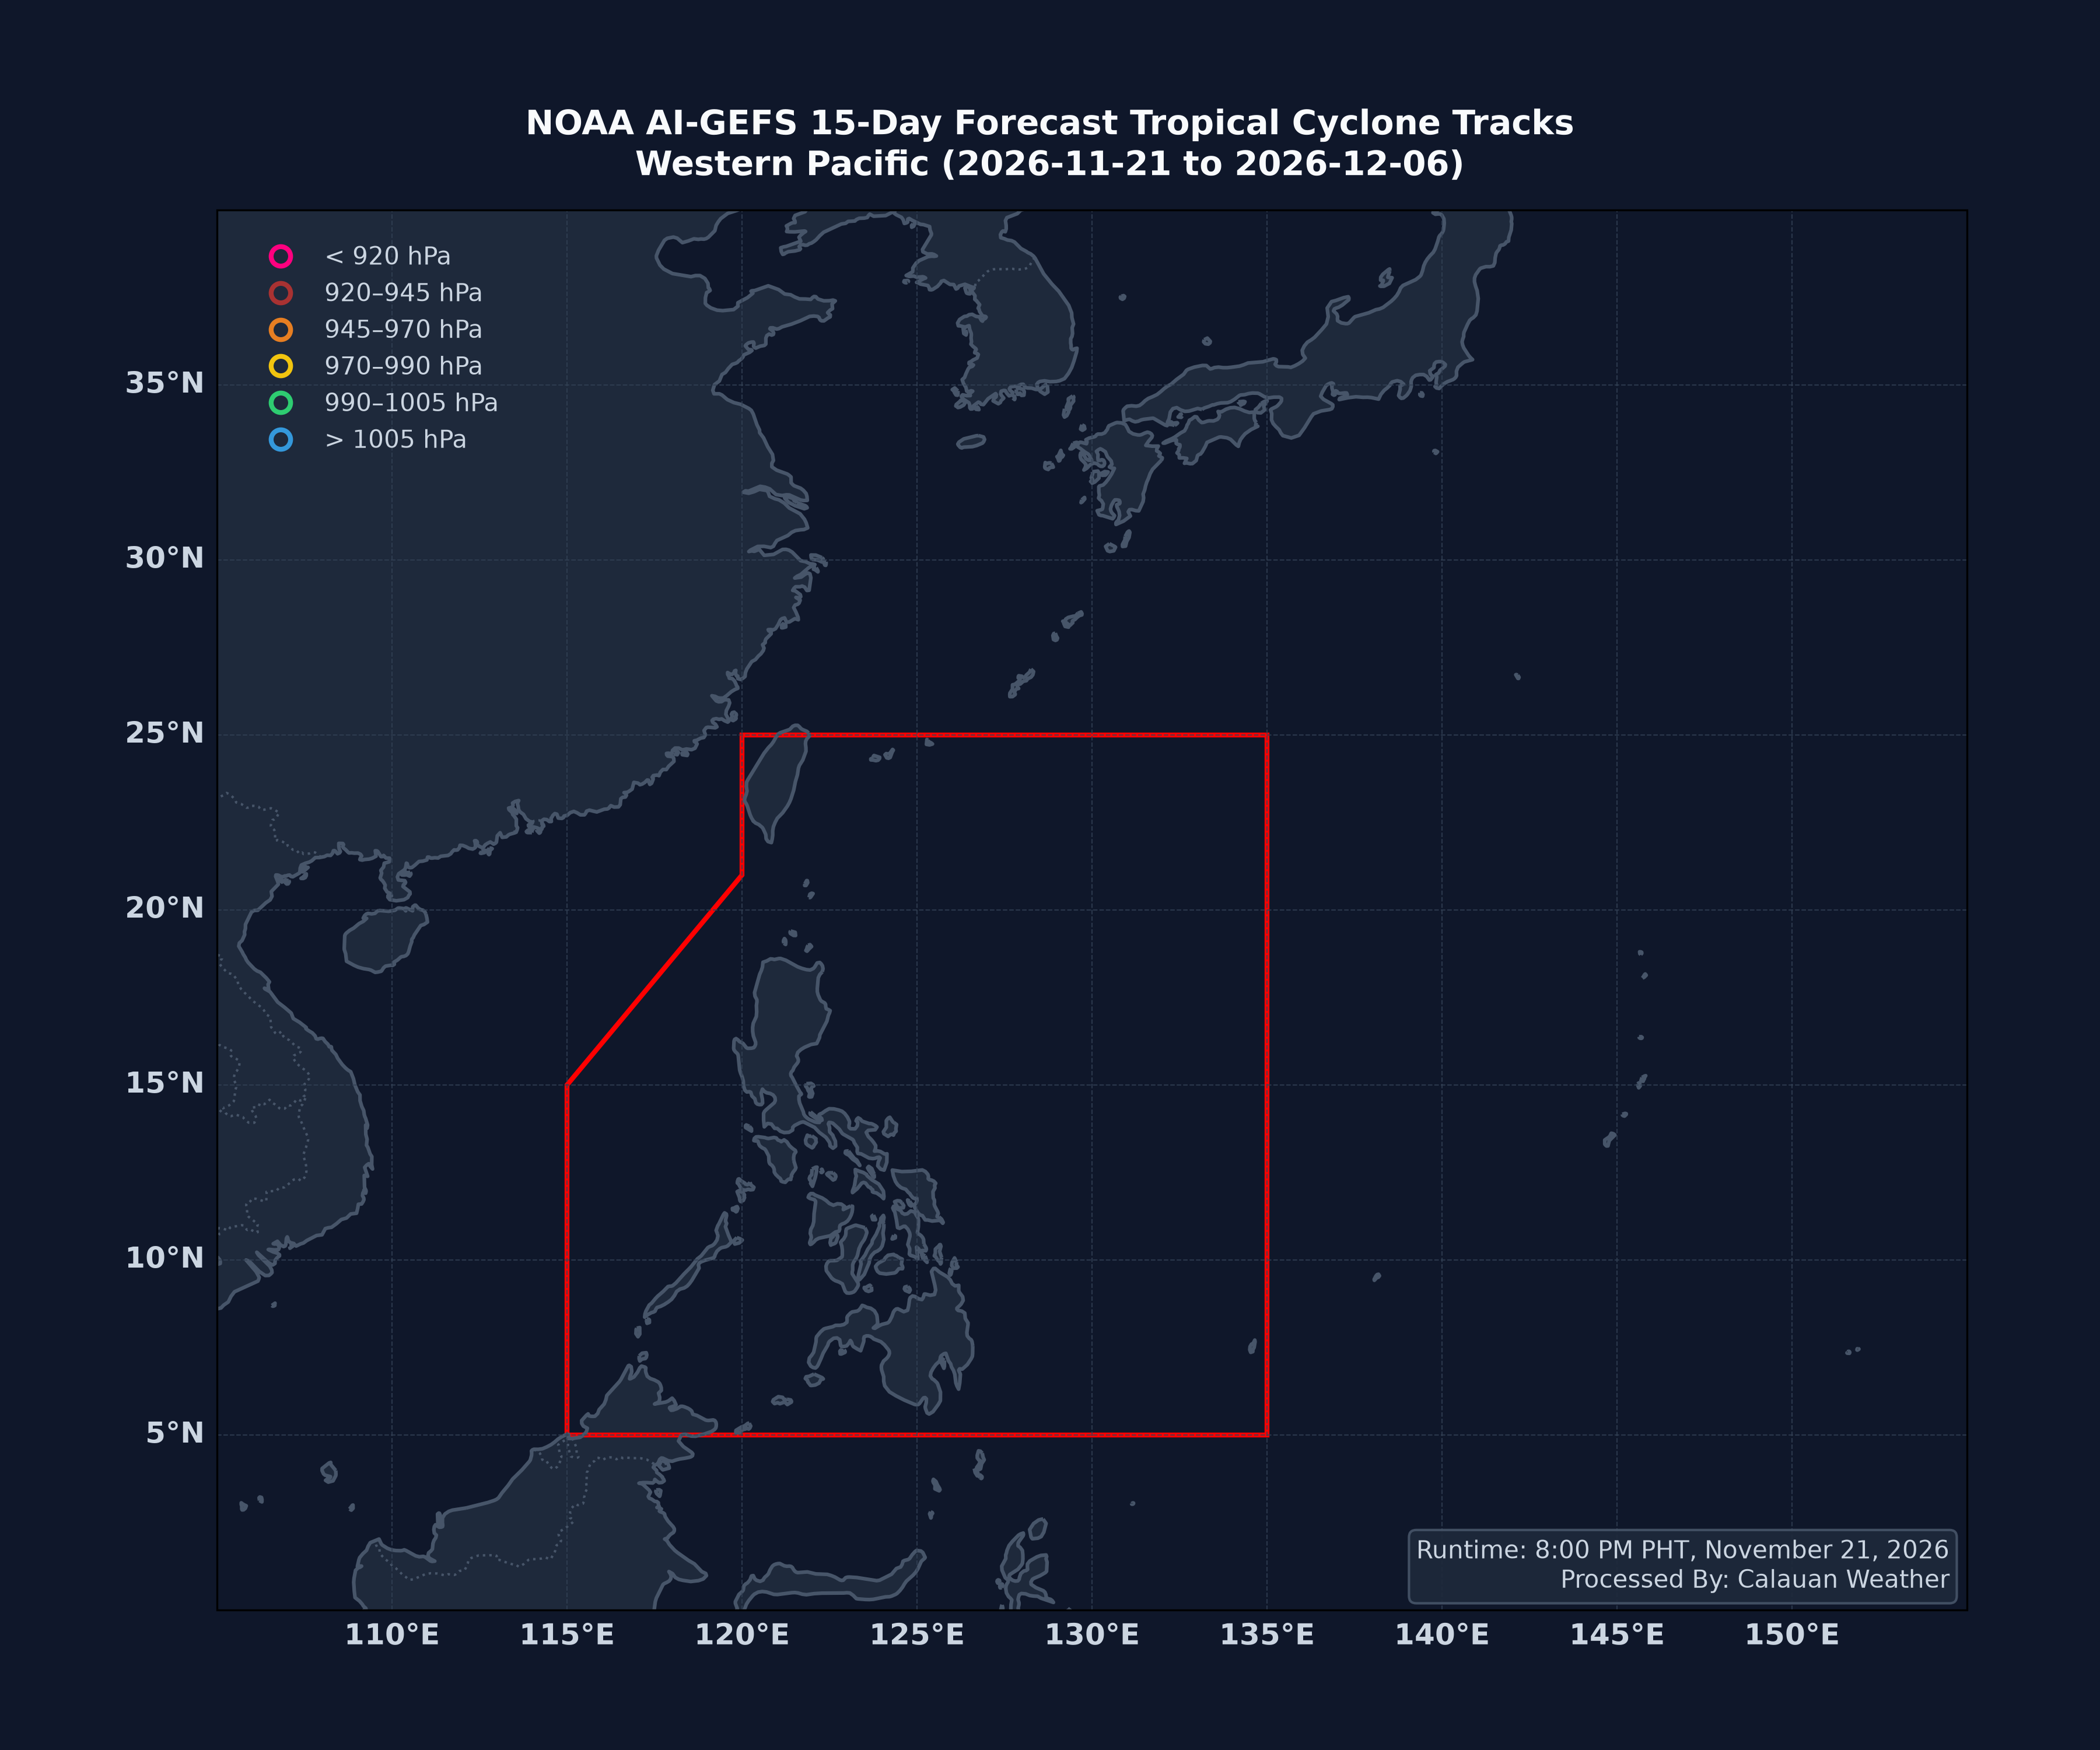 NOAA AI-GEFS 15-Day Forecast Tropical Cyclone Tracks
Western Pacific (2026-11-21 to 2026-12-06)
< 920 hPa
920–945 hPa
945–970 hPa
970–990 hPa
990–1005 hPa
> 1005 hPa
35°N
30°N
25°N
20°N
15°N
10°N
5°N
Runtime: 8:00 PM PHT, November 21, 2026
Processed By: Calauan Weather
110°E
115°E
120°E
125°E
130°E
135°E
140°E
145°E
150°E